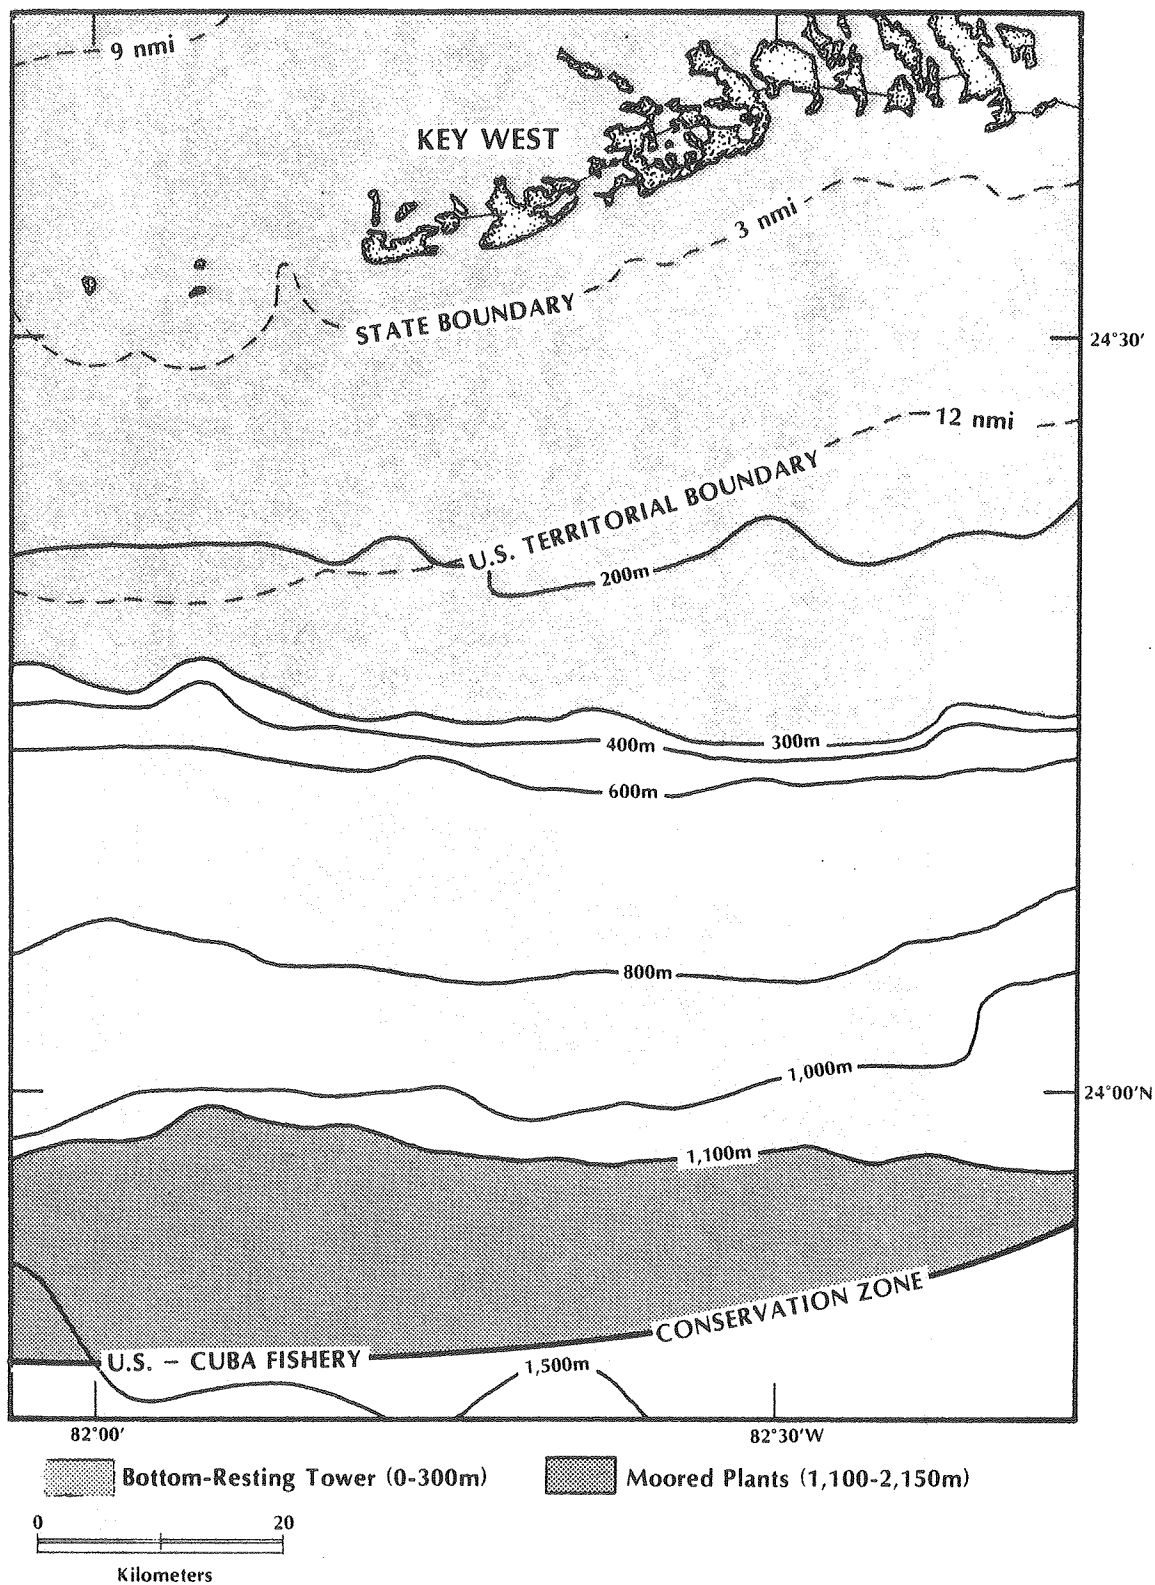 9 nmi
KEY WEST
3 nmi
STATE BOUNDARY
24°30'
12 nmi
U.S. TERRITORIAL BOUNDARY
200m
300m
400m
600m
800m
1,000m
24°00'N
1,100m
CONSERVATION ZONE
U.S. – CUBA FISHERY
1,500m
82°00'
82°30'W
Bottom-Resting Tower (0-300m)
Moored Plants (1,100-2,150m)
0
20
Kilometers